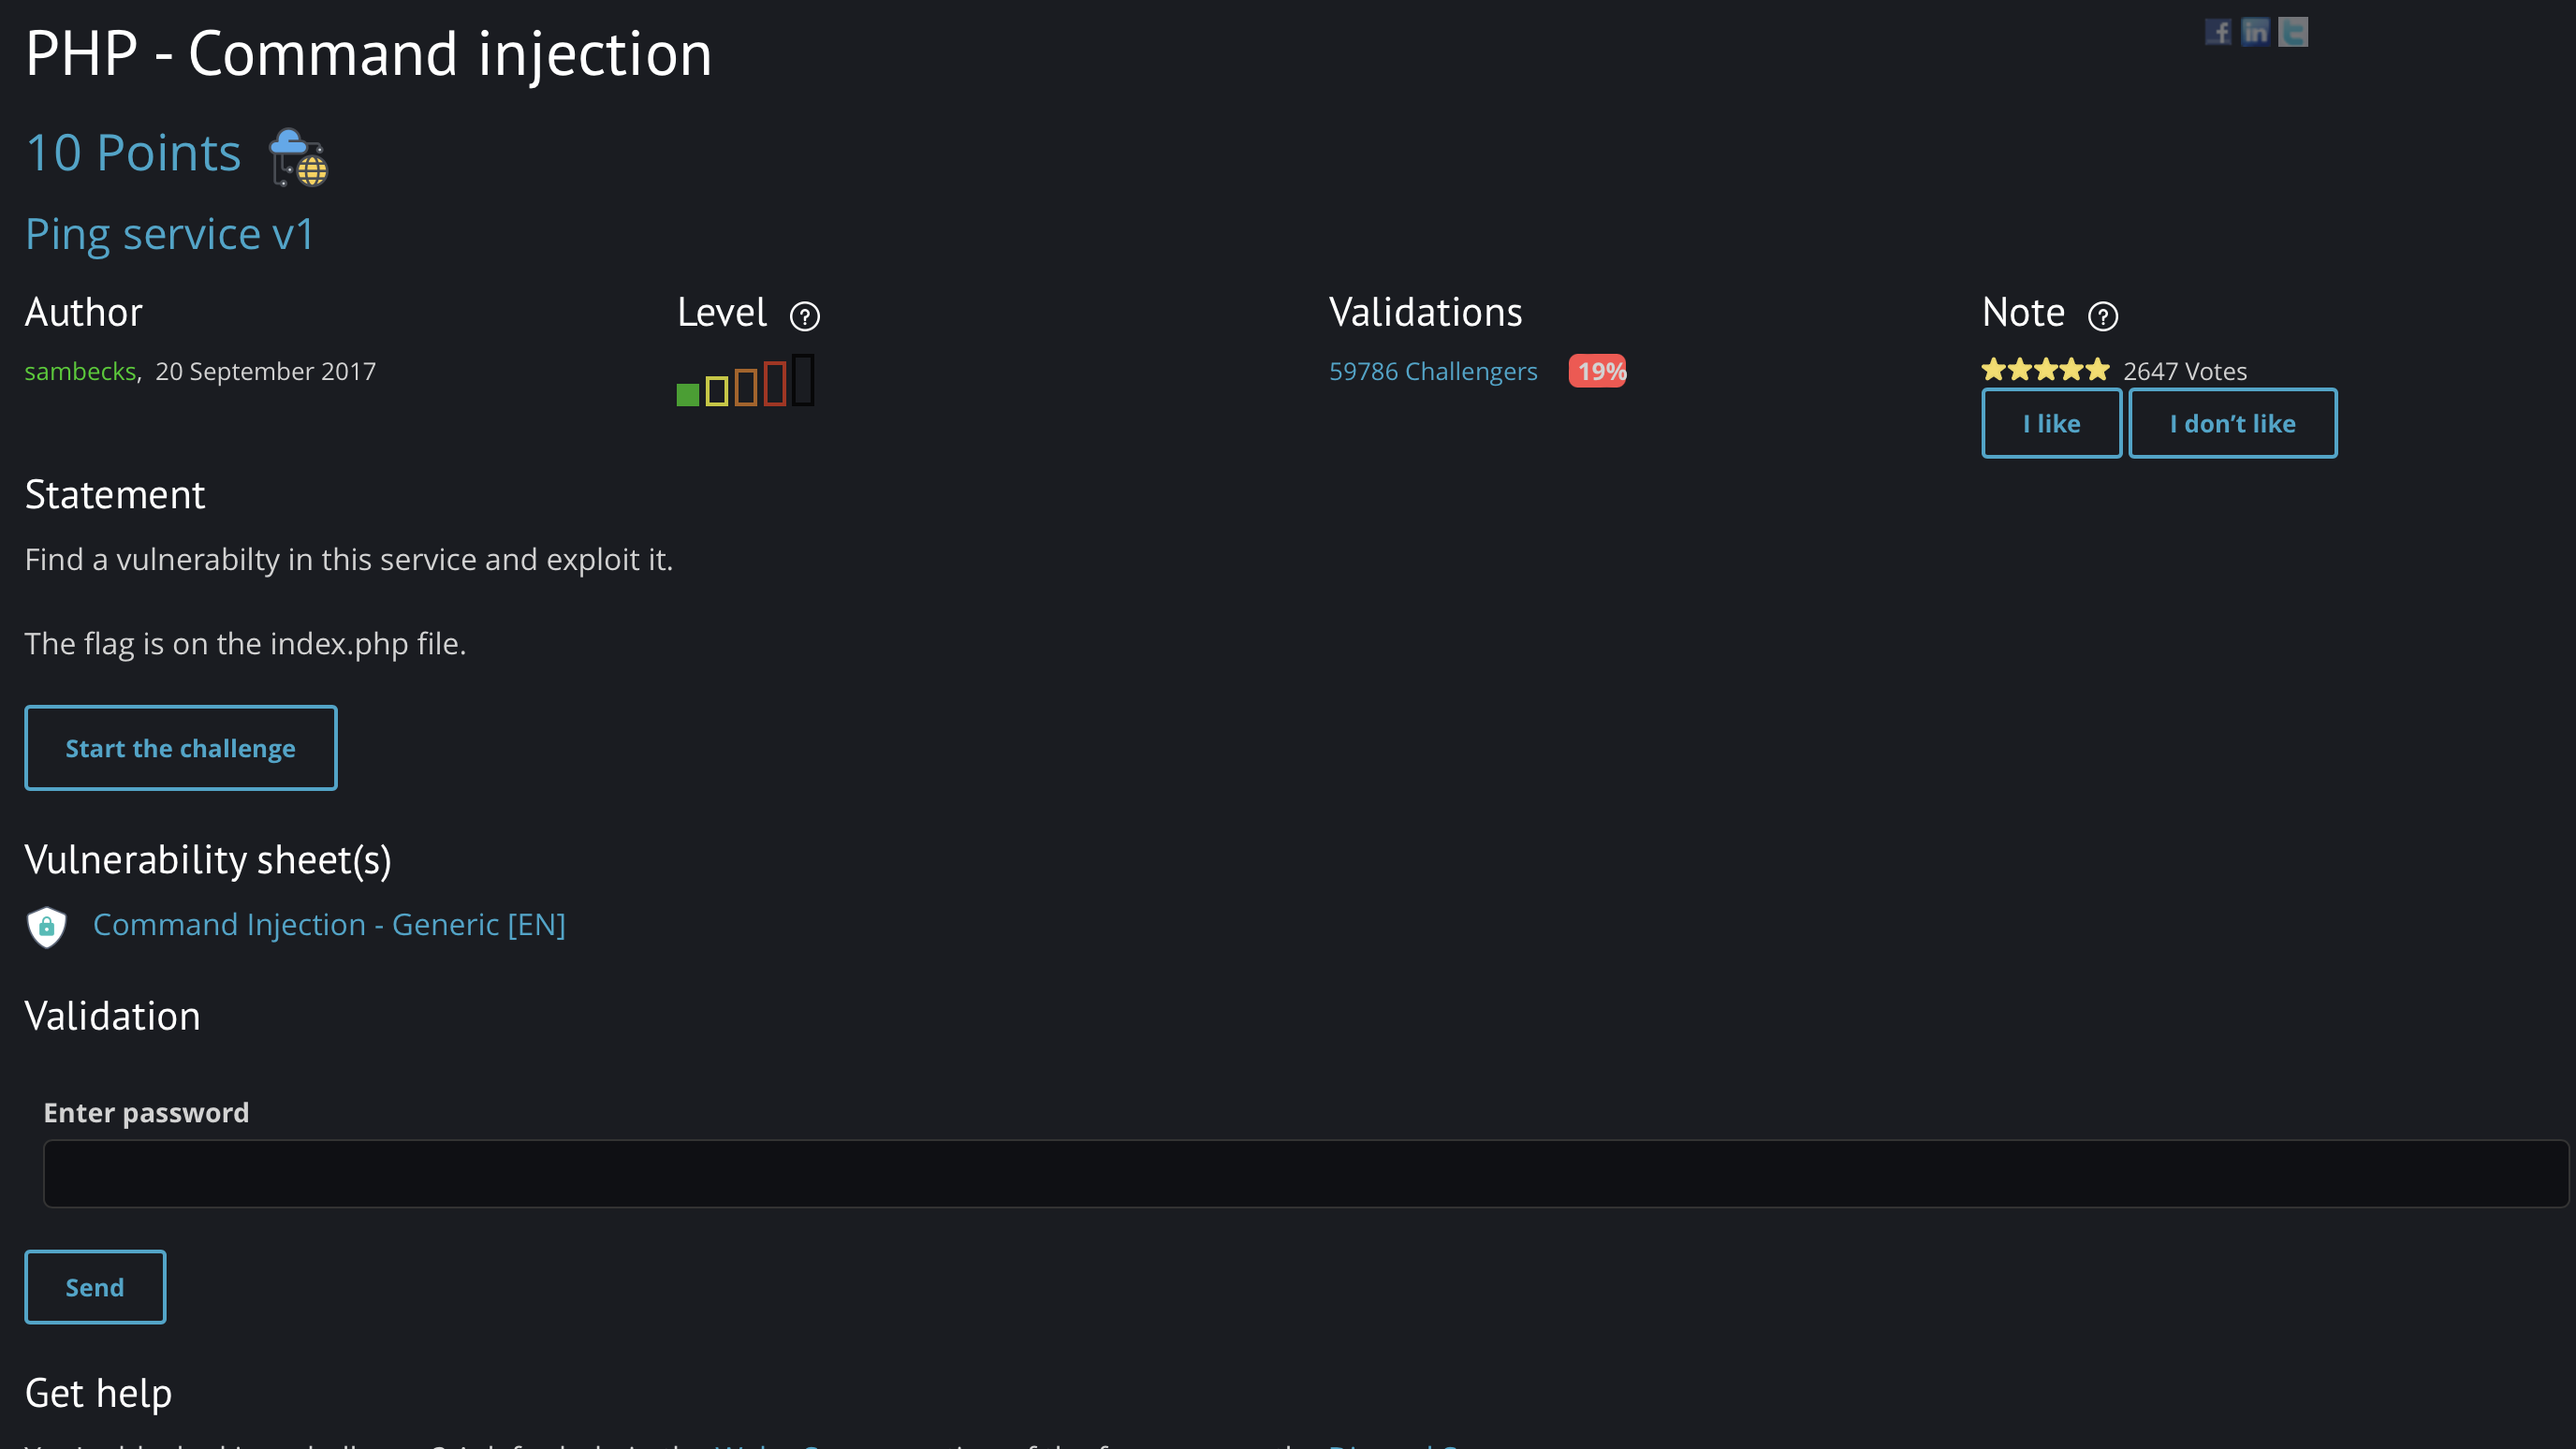 PHP - Command injection
10 Points
Ping service v1
Author
Level ?
Validations
Note ?
sambecks, 20 September 2017
59786 Challengers 19%
2647 Votes
I like
I don’t like
Statement
Find a vulnerabilty in this service and exploit it.
The flag is on the index.php file.
Start the challenge
Vulnerability sheet(s)
Command Injection - Generic [EN]
Validation
Enter password
Send
Get help